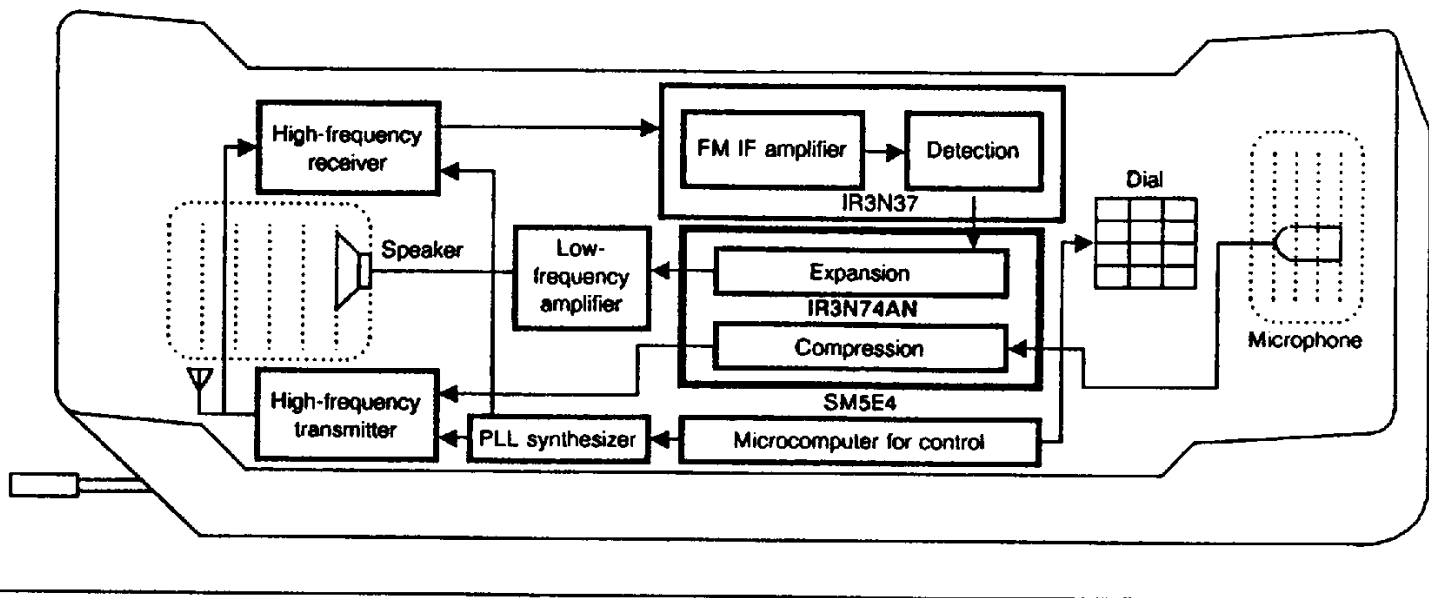 High-frequency
receiver
FM IF amplifier
Detection
IR3N37
Dial
Speaker
Low-
frequency
amplifier
Expansion
IR3N74AN
Compression
Microphone
High-frequency
transmitter
SM5E4
PLL synthesizer
Microcomputer for control